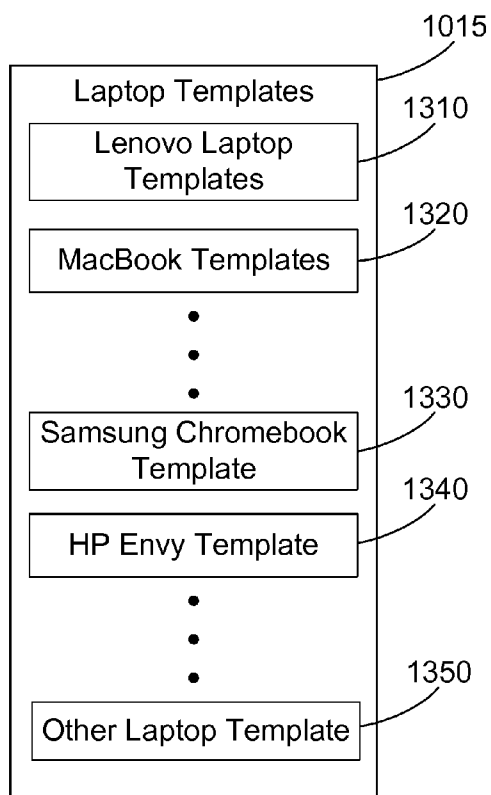 1015
Laptop Templates
1310
Lenovo Laptop
Templates
1320
MacBook Templates
1330
Samsung Chromebook
Template
1340
HP Envy Template
1350
Other Laptop Template